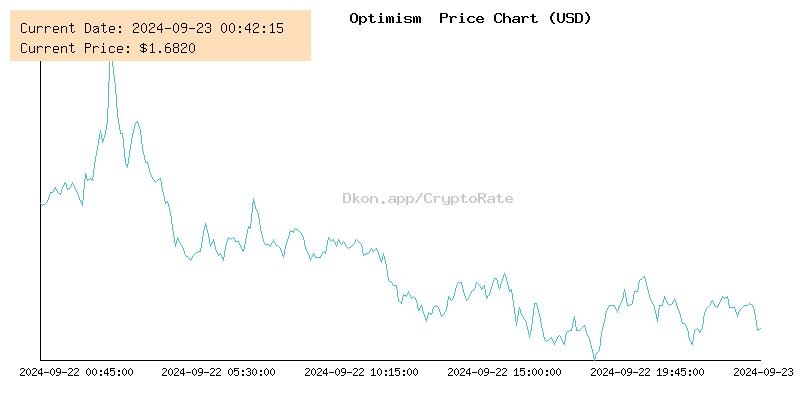 Optimism  Price Chart (USD)
Current Date: 2024-09-23 00:42:15
Current Price: $1.6820
Dkon.app/CryptoRate
2024-09-22 00:45:00 2024-09-22 05:30:00 2024-09-22 10:15:00 2024-09-22 15:00:00 2024-09-22 19:45:00 2024-09-23